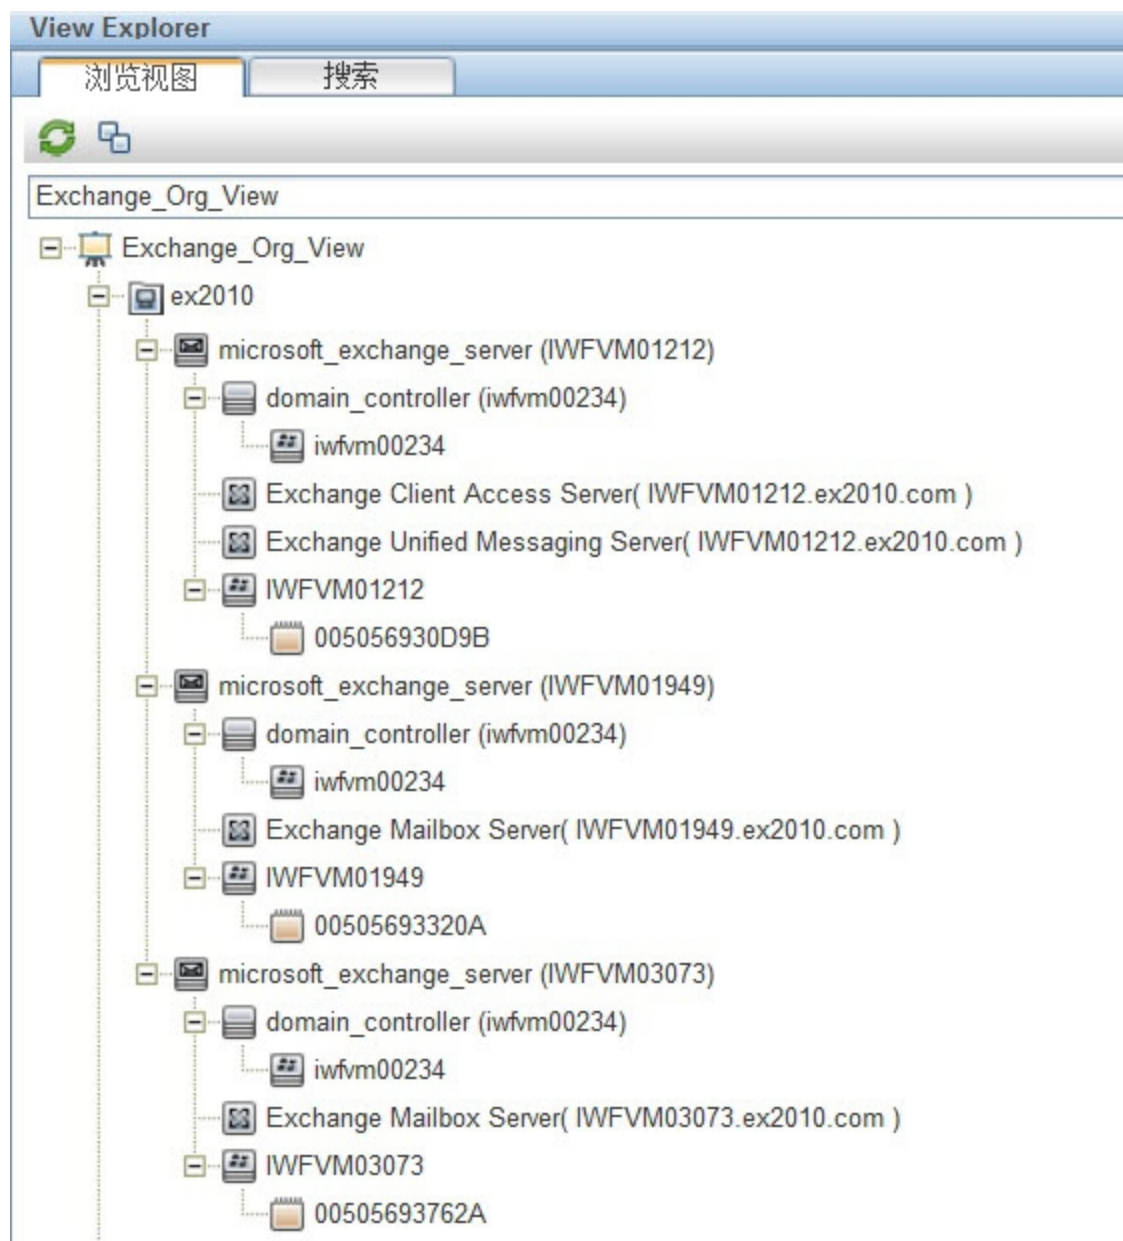 View Explorer
浏览视图 搜索
Exchange_Org_View
Exchange_Org_View
ex2010
microsoft_exchange_server (IWFVM01212)
domain_controller (iwfvm00234)
iwfvm00234
Exchange Client Access Server( IWFVM01212.ex2010.com )
Exchange Unified Messaging Server( IWFVM01212.ex2010.com )
IWFVM01212
005056930D9B
microsoft_exchange_server (IWFVM01949)
domain_controller (iwfvm00234)
iwfvm00234
Exchange Mailbox Server( IWFVM01949.ex2010.com )
IWFVM01949
00505693320A
microsoft_exchange_server (IWFVM03073)
domain_controller (iwfvm00234)
iwfvm00234
Exchange Mailbox Server( IWFVM03073.ex2010.com )
IWFVM03073
00505693762A